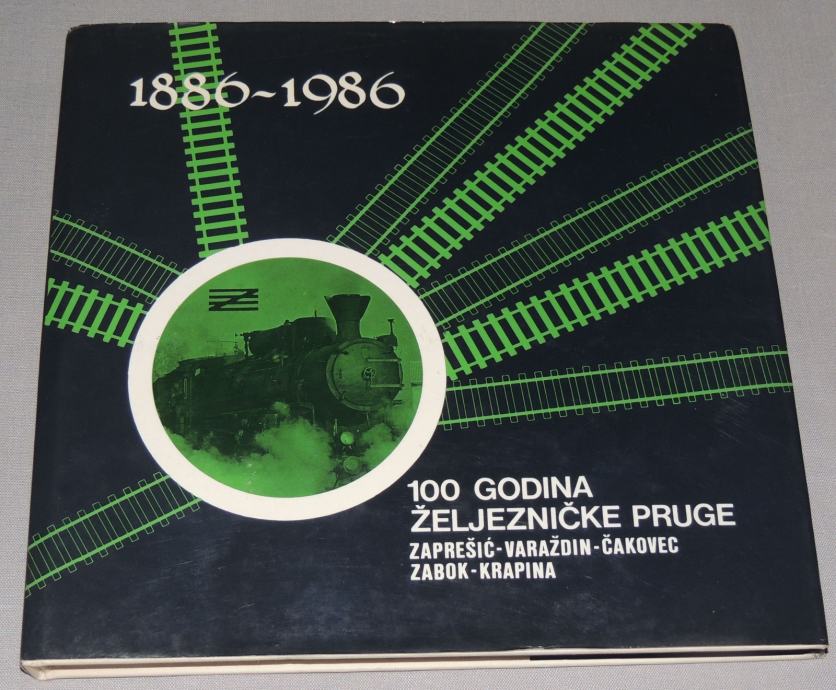 1886-1986
100 GODINA
ŽELJEZNIČKE PRUGE
ZAPREŠIĆ-VARAŽDIN-ČAKOVEC
ZABOK-KRAPINA